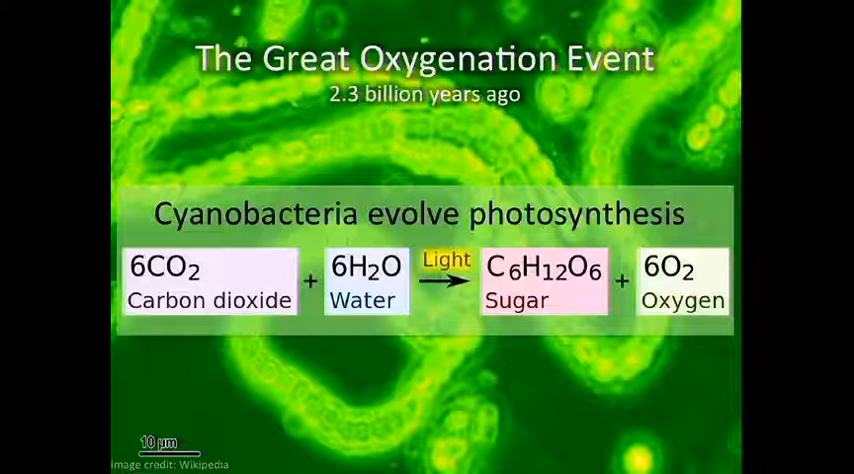 The Great Oxygenation Event
2.3 billion years ago
Cyanobacteria evolve photosynthesis
6CO2 + 6H2O Light C6H12O6 + 6O2
Carbon dioxide Water Sugar Oxygen
10 µm
image credit: Wikipedia